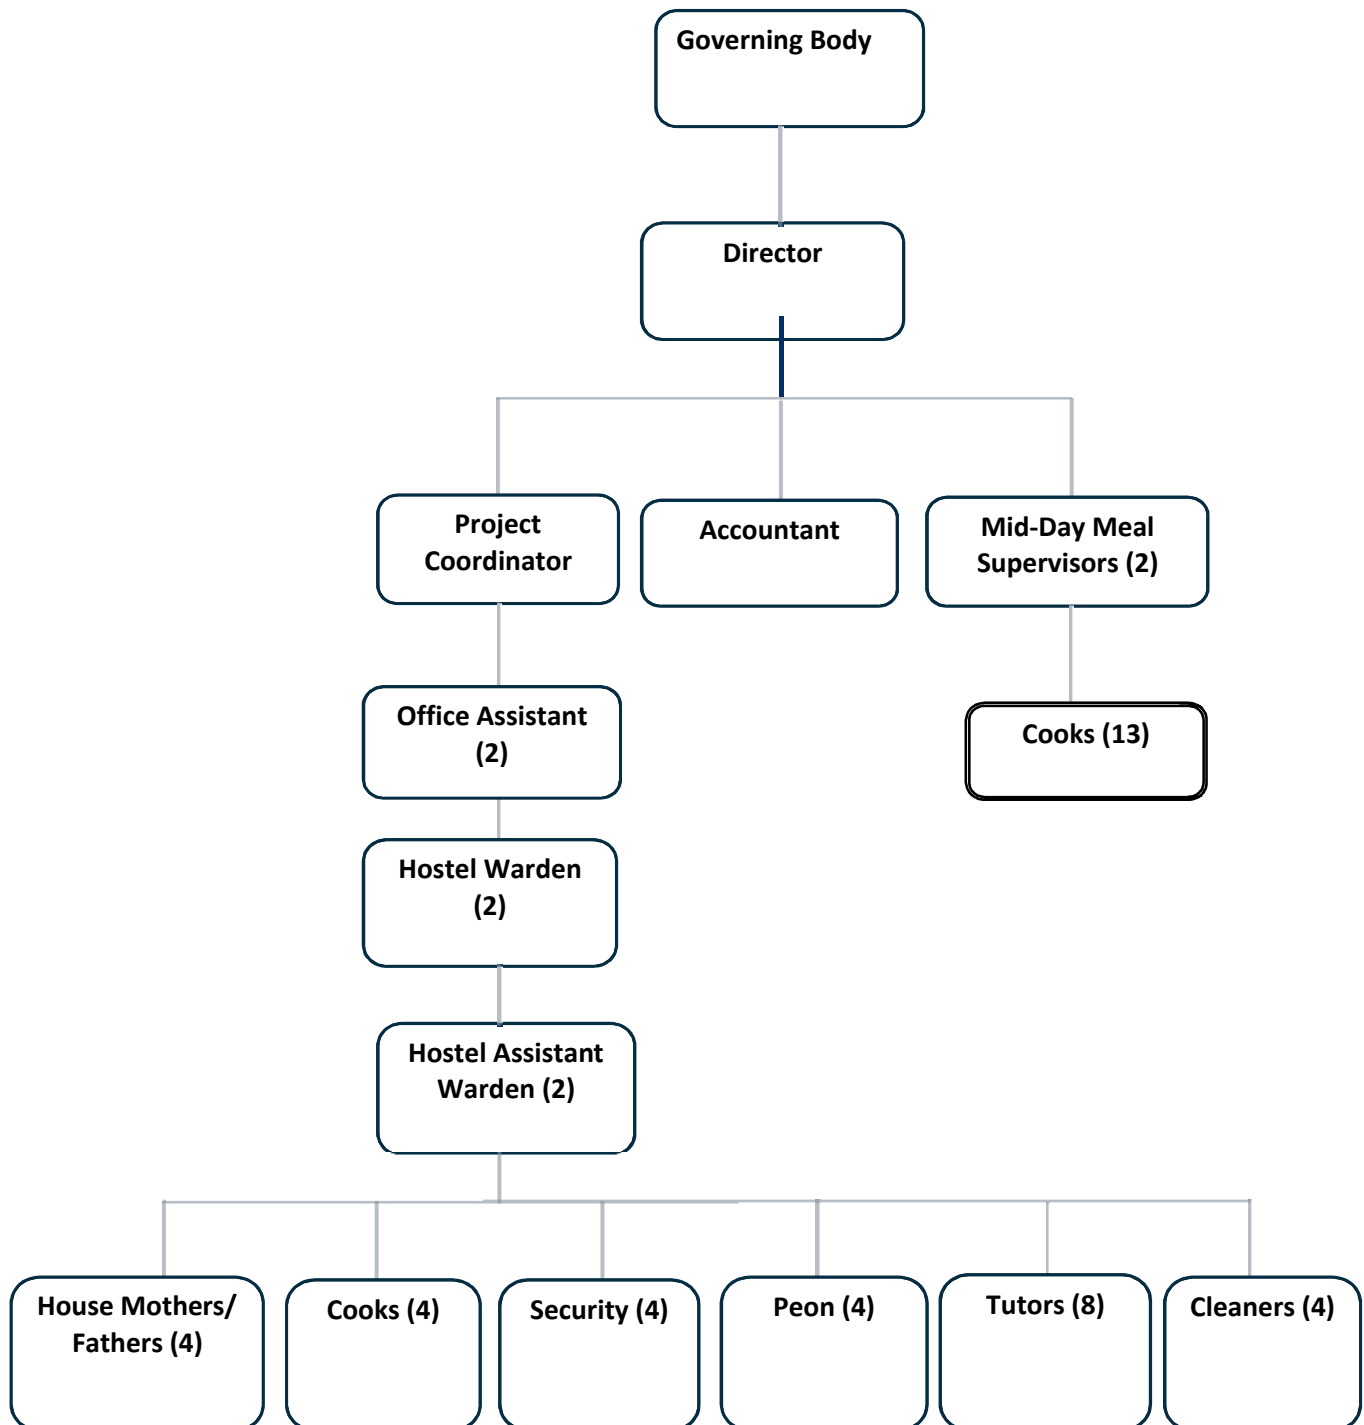 Governing Body
Director
Project
Coordinator
Accountant
Mid-Day Meal
Supervisors (2)
Office Assistant
(2)
Cooks (13)
Hostel Warden
(2)
Hostel Assistant
Warden (2)
House Mothers/
Fathers (4)
Cooks (4)
Security (4)
Peon (4)
Tutors (8)
Cleaners (4)